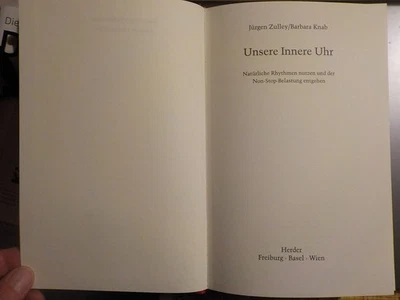 Die
Jürgen Zulley/Barbara Knab
Unsere Innere Uhr
Natürliche Rhythmen nutzen und der
Non-Stop-Belastung entgehen
Herder
Freiburg · Basel · Wien